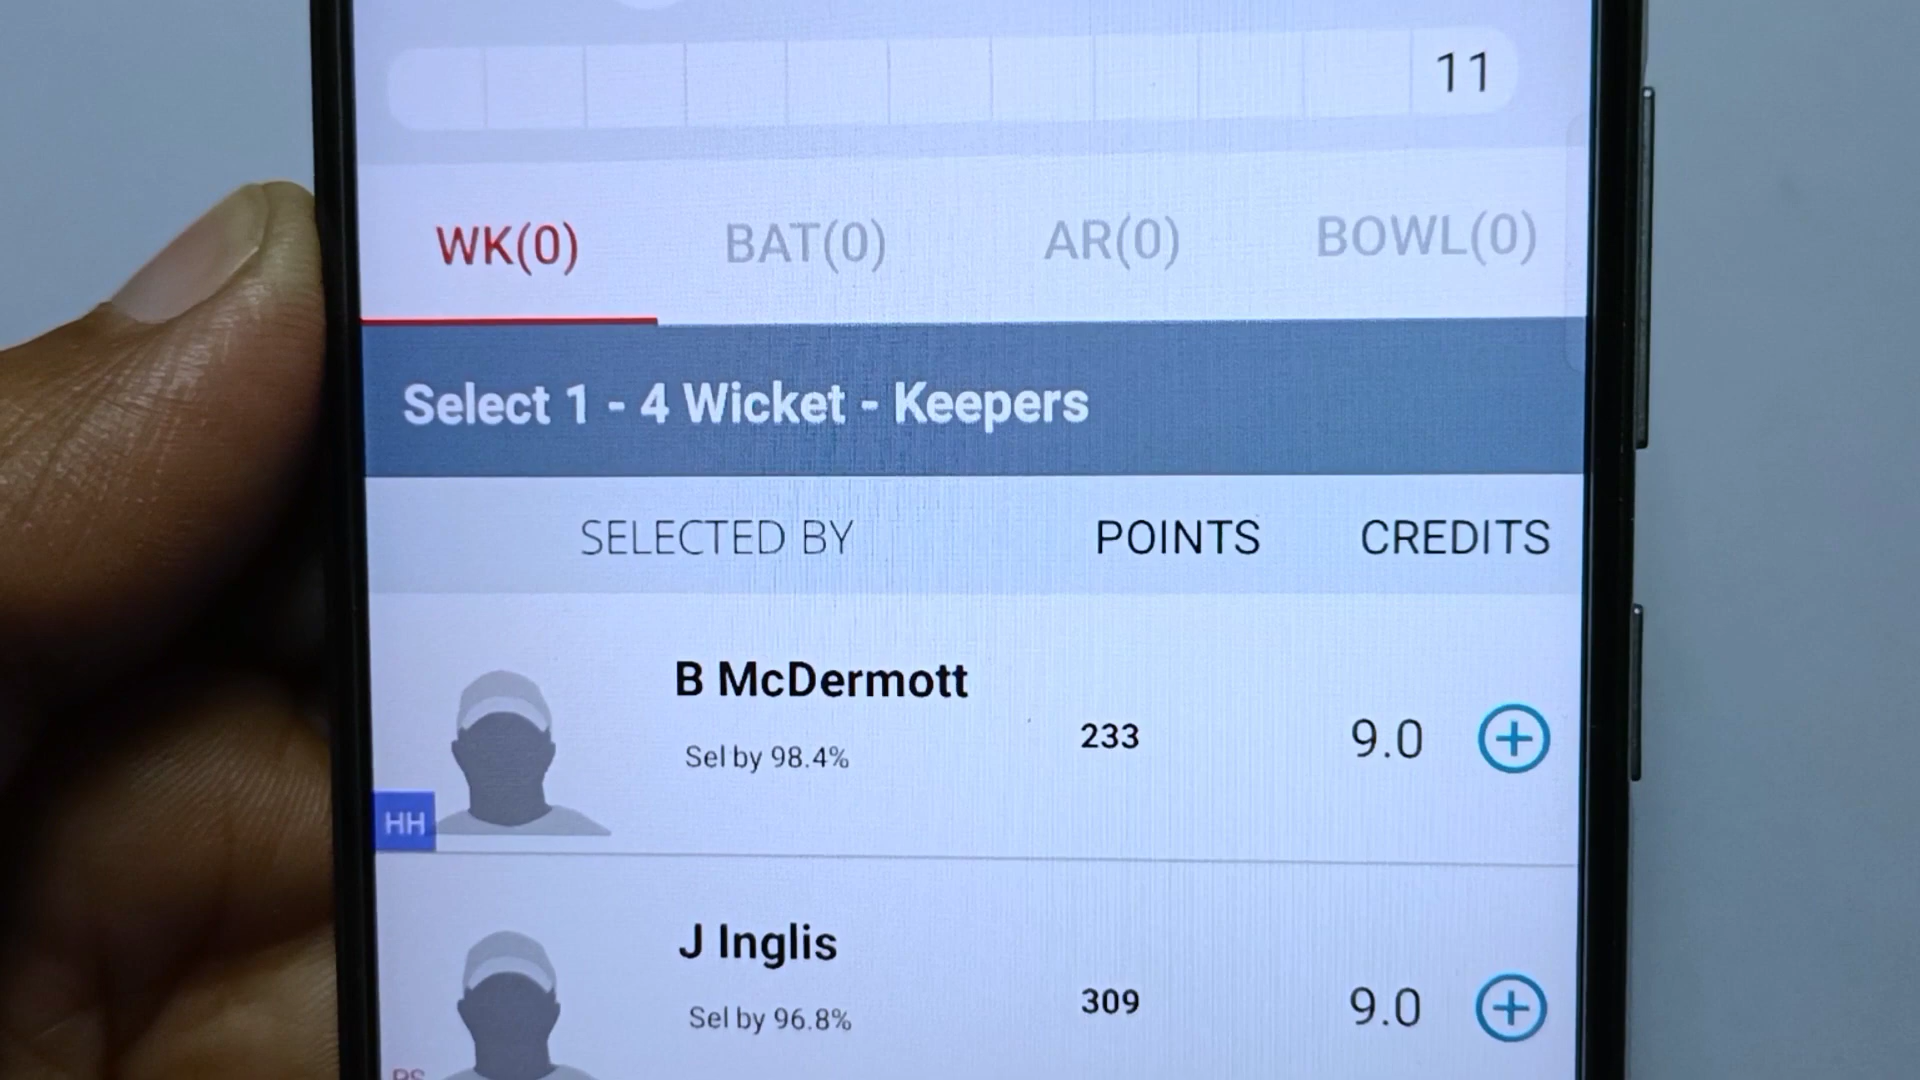 11
WK(0) BAT(0) AR(0) BOWL(0)
Select 1 - 4 Wicket - Keepers
SELECTED BY POINTS CREDITS
B McDermott
Sel by 98.4% 233 9.0
HH
J Inglis
Sel by 96.8% 309 9.0
PS